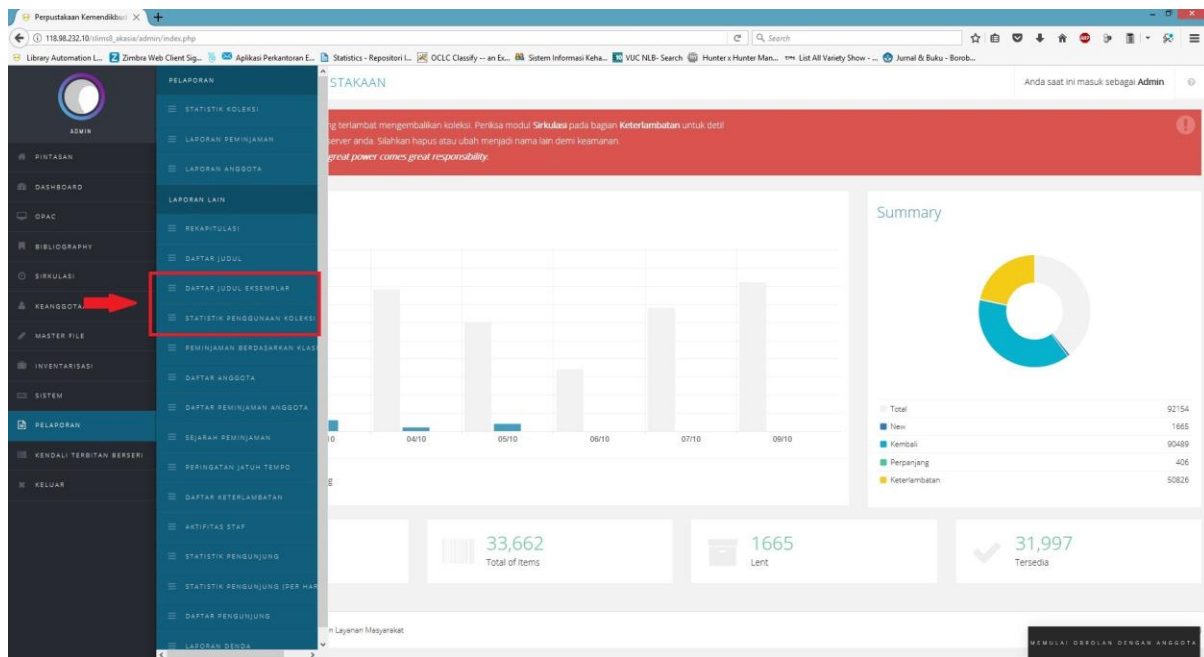 Perpustakaan Kemendikbud
118.98.232.10/slims8_akasia/admin/index.php
Search
Library Automation L...
Zimbra Web Client Sig...
Aplikasi Perkantoran E...
Statistics - Repositori I...
OCLC Classify -- an Ex...
Sistem Informasi Keha...
VUC NLB- Search
Hunter x Hunter Man...
List All Variety Show - ...
Jurnal & Buku - Borob...
ADMIN
PINTASAN
DASHBOARD
OPAC
BIBLIOGRAPHY
SIRKULASI
KEANGGOTA
MASTER FILE
INVENTARISASI
SISTEM
PELAPORAN
KENDALI TERBITAN BERSERI
KELUAR
PELAPORAN
STATISTIK KOLEKSI
LAPORAN PEMINJAMAN
LAPORAN ANGGOTA
LAPORAN LAIN
REKAPITULASI
DAFTAR JUDUL
DAFTAR JUDUL EKSEMPLAR
STATISTIK PENGGUNAAN KOLEKSI
PEMINJAMAN BERDASARKAN KLASI
DAFTAR ANGGOTA
DAFTAR PEMINJAMAN ANGGOTA
SEJARAH PEMINJAMAN
PERINGATAN JATUH TEMPO
DAFTAR KETERLAMBATAN
AKTIFITAS STAF
STATISTIK PENGUNJUNG
STATISTIK PENGUNJUNG (PER HAR
DAFTAR PENGUNJUNG
LAPORAN DENDA
STAKAAN
Anda saat ini masuk sebagai Admin
ng terlambat mengembalikan koleksi. Periksa modul Sirkulasi pada bagian Keterlambatan untuk detil
server anda. Silahkan hapus atau ubah menjadi nama lain demi keamanan.
great power comes great responsibility.
04/10
05/10
06/10
07/10
09/10
Summary
Total 92154
New 1665
Kembali 90489
Perpanjang 406
Keterlambatan 50826
33,662
Total of Items
1665
Lent
31,997
Tersedia
n Layanan Masyarakat
MEMULAI OBROLAN DENGAN ANGGOTA